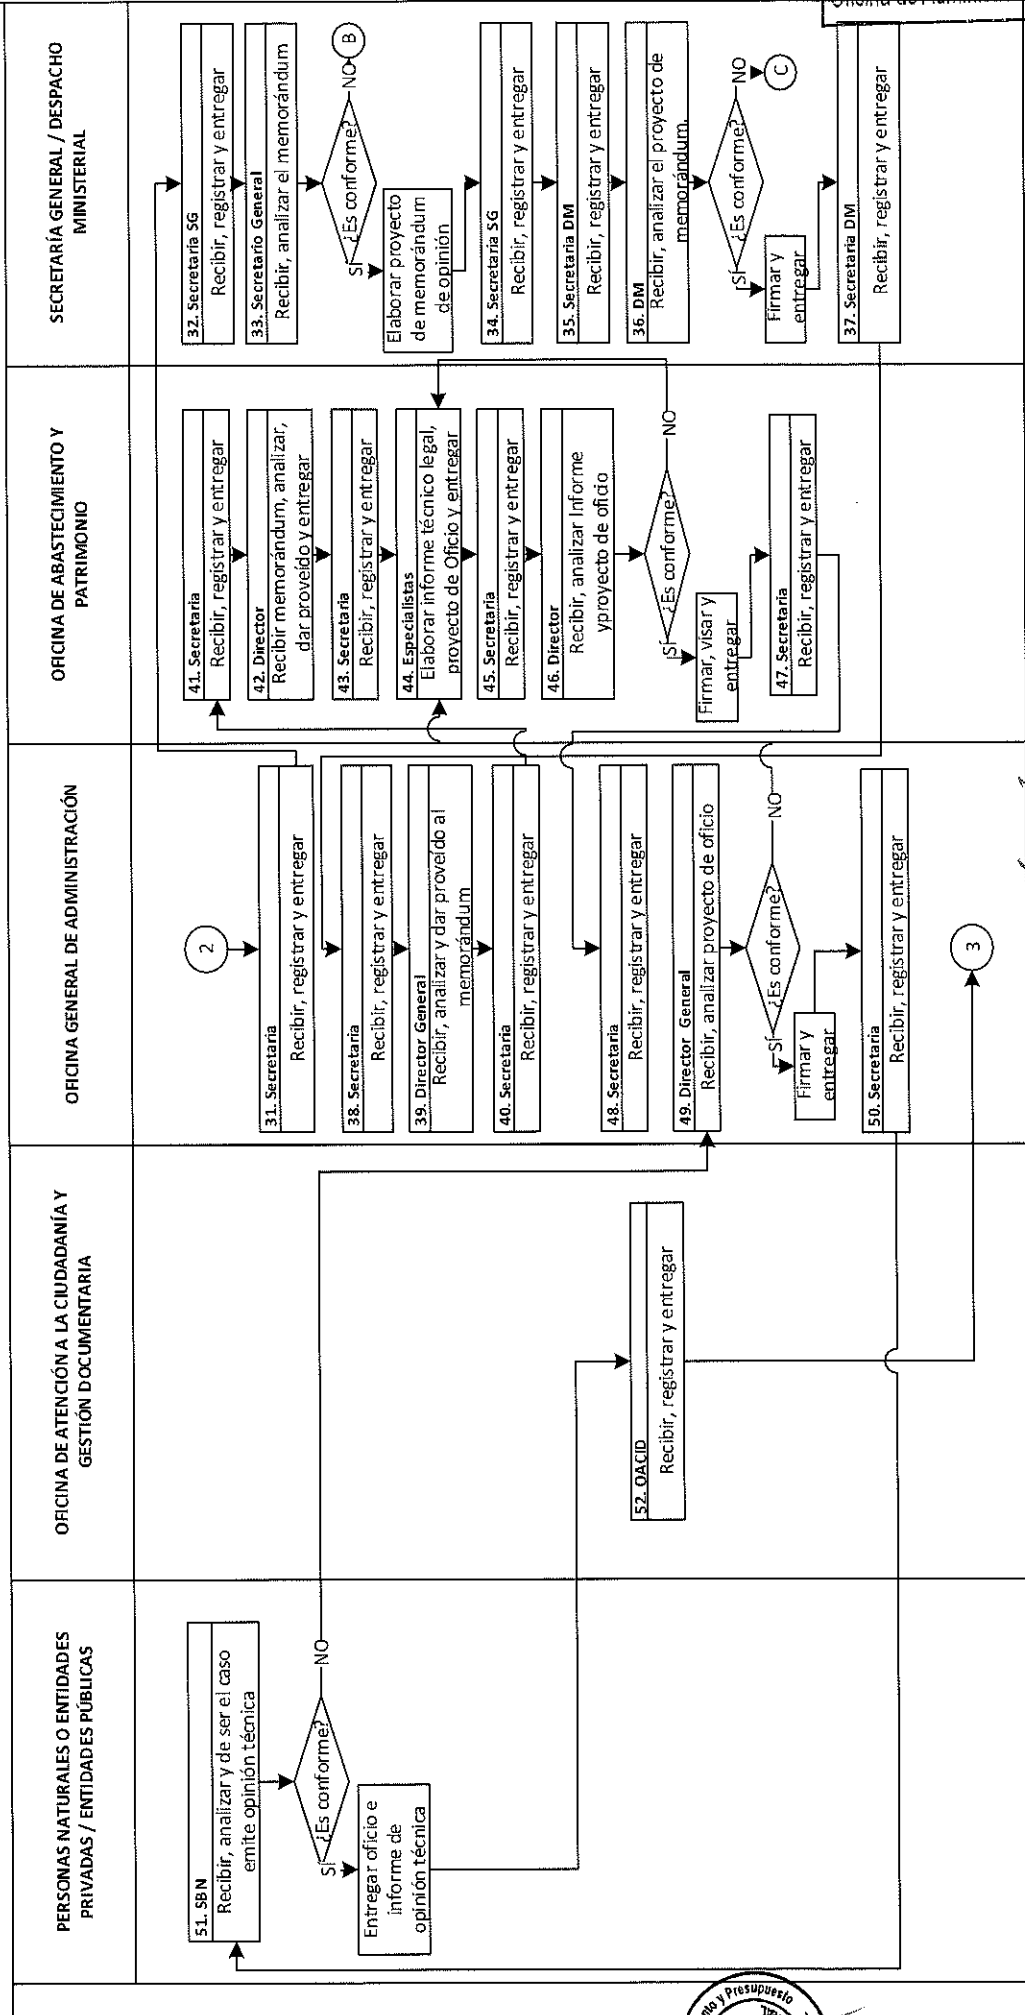 PERSONAS NATURALES O ENTIDADES
PRIVADAS / ENTIDADES PÚBLICAS
51. SBN
Recibir, analizar y de ser el caso
emite opinión técnica
¿Es conforme?
NO
SÍ
Entregar oficio e
informe de
opinión técnica
OFICINA DE ATENCIÓN A LA CIUDADANÍA Y
GESTIÓN DOCUMENTARIA
52. OACID
Recibir, registrar y entregar
OFICINA GENERAL DE ADMINISTRACIÓN
2
31. Secretaria
Recibir, registrar y entregar
38. Secretaria
Recibir, registrar y entregar
39. Director General
Recibir, analizar y dar proveído al
memorándum
40. Secretaria
Recibir, registrar y entregar
48. Secretaria
Recibir, registrar y entregar
49. Director General
Recibir, analizar proyecto de oficio
¿Es conforme?
NO
SÍ
Firmar y
entregar
50. Secretaria
Recibir, registrar y entregar
3
OFICINA DE ABASTECIMIENTO Y
PATRIMONIO
41. Secretaria
Recibir, registrar y entregar
42. Director
Recibir memorándum, analizar,
dar proveído y entregar
43. Secretaria
Recibir, registrar y entregar
44. Especialistas
Elaborar informe técnico legal,
proyecto de Oficio y entregar
45. Secretaria
Recibir, registrar y entregar
46. Director
Recibir, analizar Informe
yproyecto de oficio
¿Es conforme?
NO
SÍ
Firmar, visar y
entregar
47. Secretaria
Recibir, registrar y entregar
SECRETARÍA GENERAL / DESPACHO
MINISTERIAL
32. Secretaria SG
Recibir, registrar y entregar
33. Secretario General
Recibir, analizar el memorándum
¿Es conforme?
NO
B
SÍ
Elaborar proyecto
de memorándum
de opinión
34. Secretaria SG
Recibir, registrar y entregar
35. Secretaria DM
Recibir, registrar y entregar
36. DM
Recibir, analizar el proyecto de
memorándum.
¿Es conforme?
NO
C
SÍ
Firmar y
entregar
37. Secretaria DM
Recibir, registrar y entregar
y Presupuesto